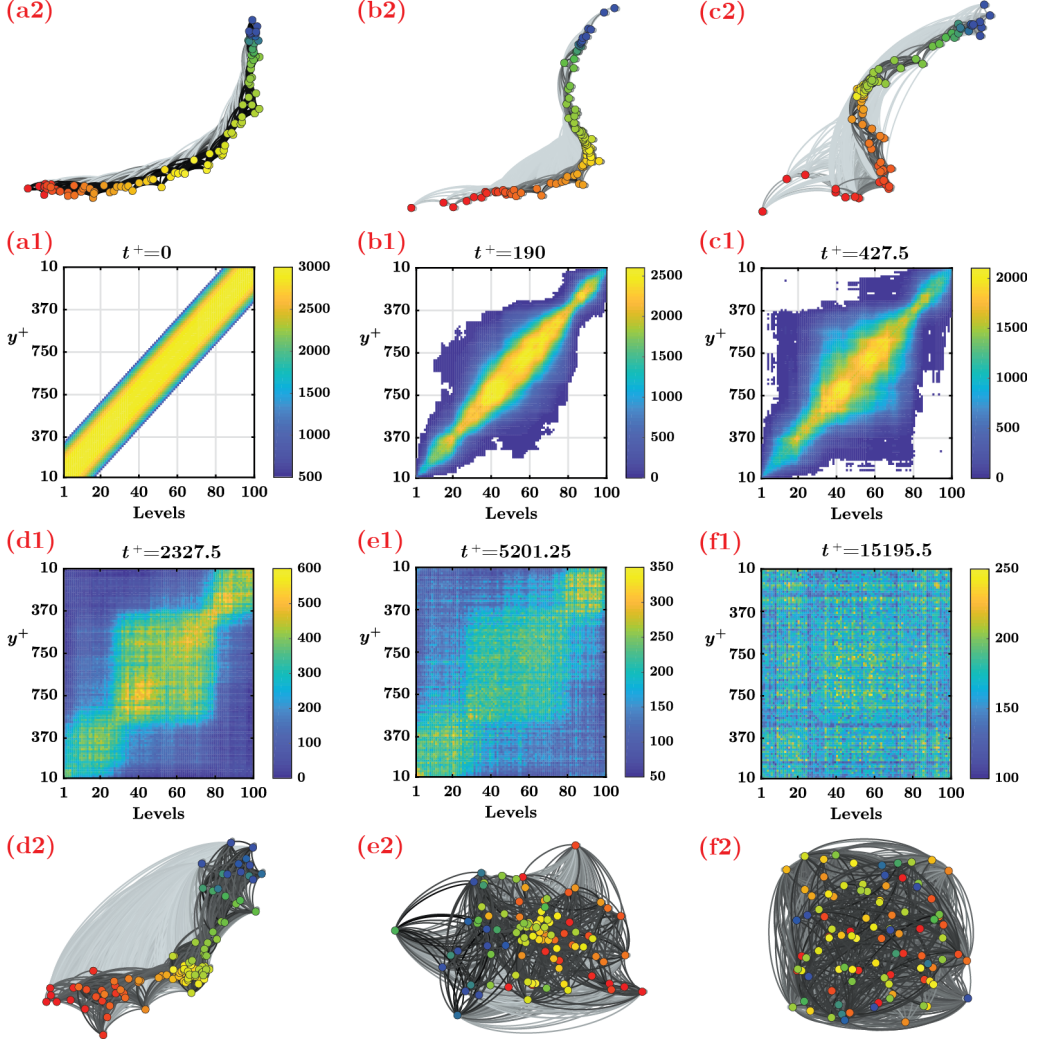 (a2)
(b2)
(c2)
(a1)
t⁺=0
10
370
y⁺
750
750
370
10
1 20 40 60 80 100
Levels
3000
2500
2000
1500
1000
500
(b1)
t⁺=190
10
370
y⁺
750
750
370
10
1 20 40 60 80 100
Levels
2500
2000
1500
1000
500
0
(c1)
t⁺=427.5
10
370
y⁺
750
750
370
10
1 20 40 60 80 100
Levels
2000
1500
1000
500
0
(d1)
t⁺=2327.5
10
370
y⁺
750
750
370
10
1 20 40 60 80 100
Levels
600
500
400
300
200
100
0
(e1)
t⁺=5201.25
10
370
y⁺
750
750
370
10
1 20 40 60 80 100
Levels
350
300
250
200
150
100
50
(f1)
t⁺=15195.5
10
370
y⁺
750
750
370
10
1 20 40 60 80 100
Levels
250
200
150
100
(d2)
(e2)
(f2)